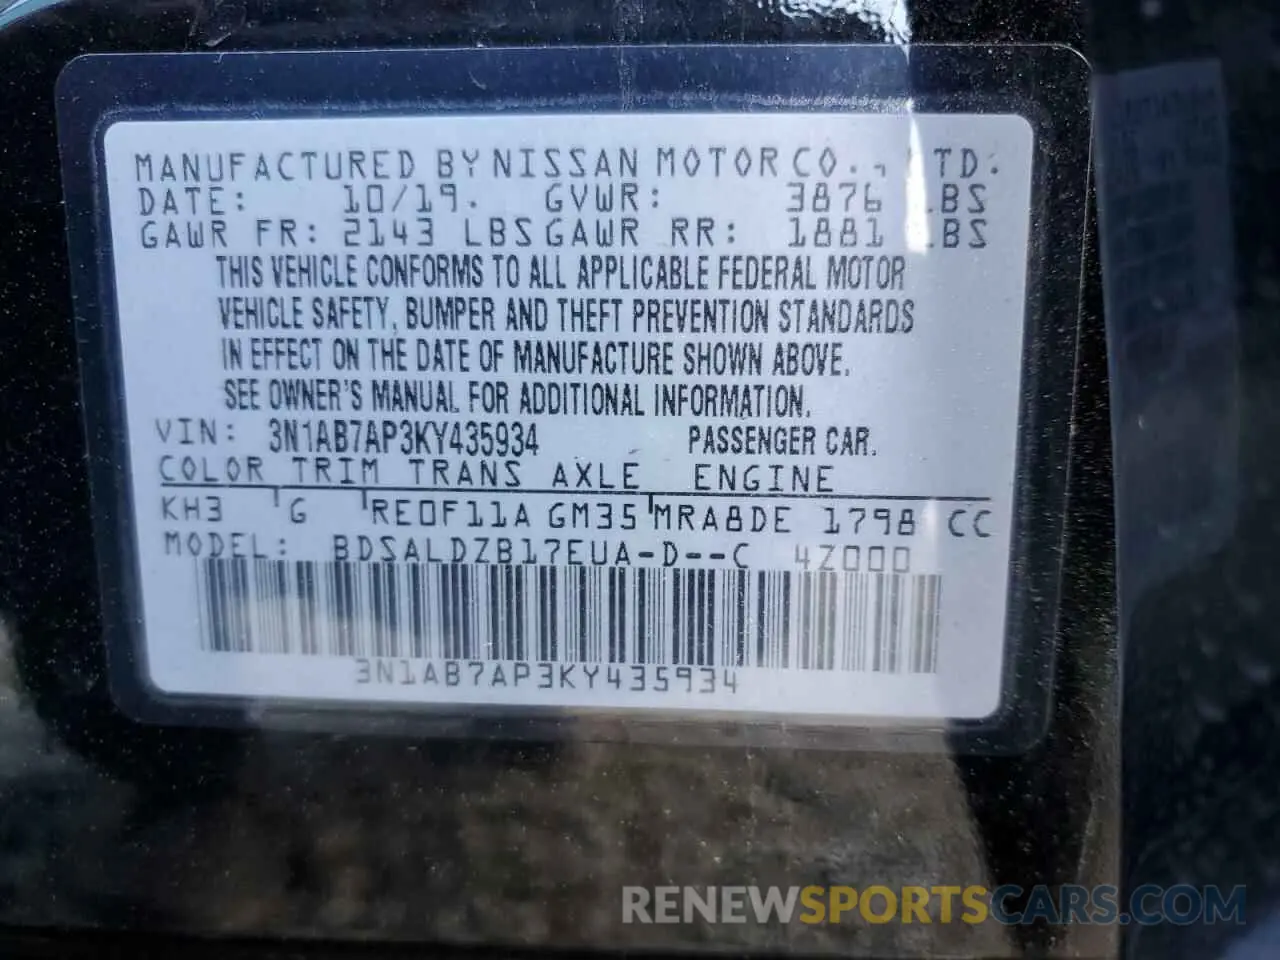 MANUFACTURED BY NISSAN MOTOR CO., LTD.
DATE: 10/19. GVWR: 3876 LBS
GAWR FR: 2143 LBS GAWR RR: 1881 LBS
THIS VEHICLE CONFORMS TO ALL APPLICABLE FEDERAL MOTOR
VEHICLE SAFETY, BUMPER AND THEFT PREVENTION STANDARDS
IN EFFECT ON THE DATE OF MANUFACTURE SHOWN ABOVE.
SEE OWNER'S MANUAL FOR ADDITIONAL INFORMATION.
VIN: 3N1AB7AP3KY435934 PASSENGER CAR.
COLOR TRIM TRANS AXLE ENGINE
KH3 G RE0F11A GM35 MRA8DE 1798 CC
MODEL: BDSALDZB17EUA-D--C 4Z000
3N1AB7AP3KY435934
RENEWSPORTSCARS.COM